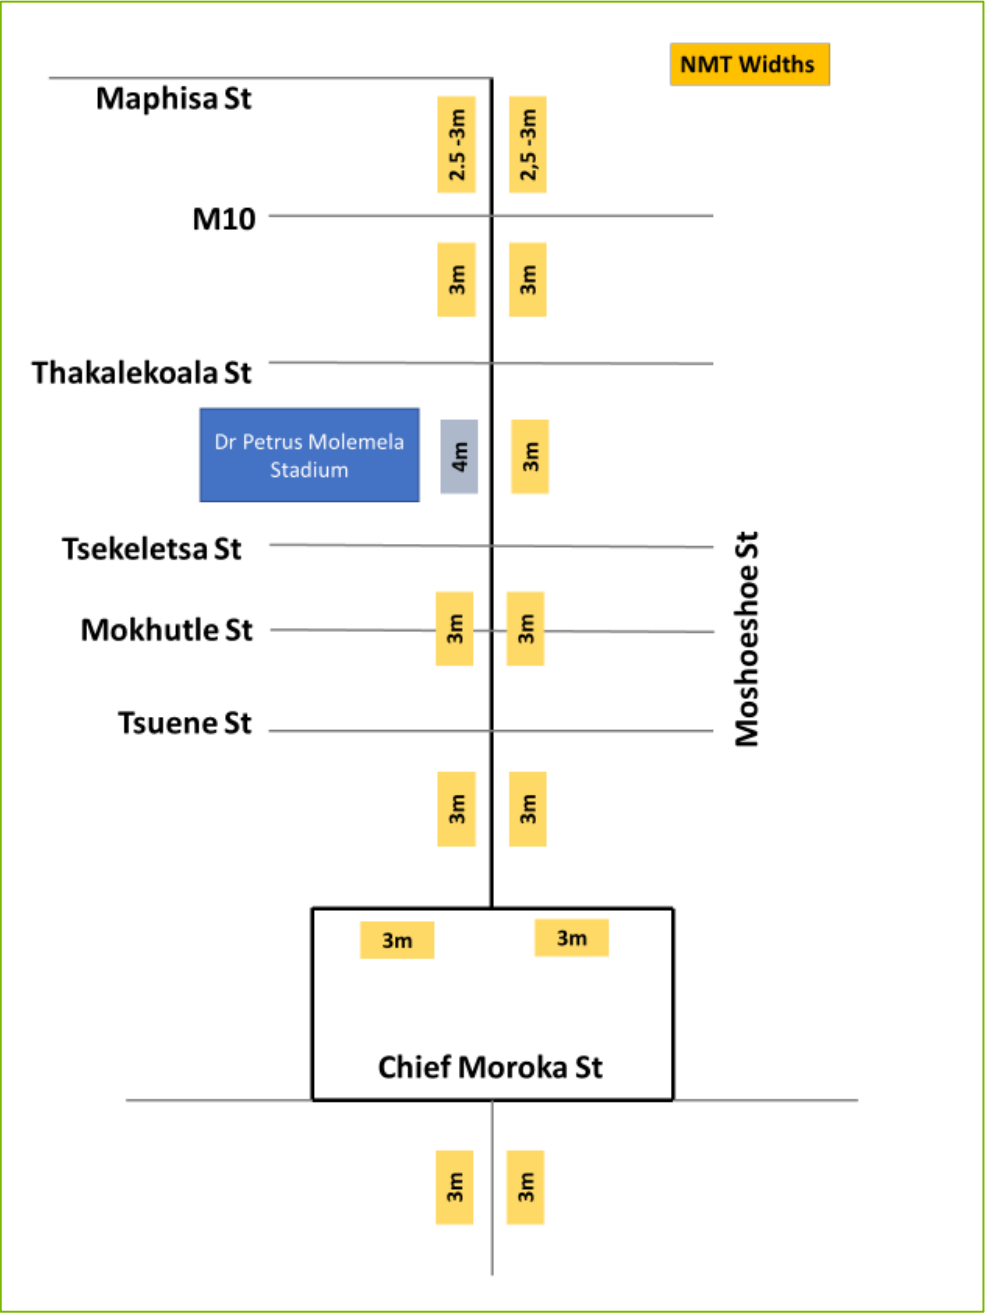 NMT Widths
Maphisa St
2.5 -3m
2,5 -3m
M10
3m
3m
Thakalekoala St
Dr Petrus Molemela
Stadium
4m
3m
Tsekeletsa St
Moshoeshoe St
Mokhutle St
3m
3m
Tsuene St
3m
3m
3m
3m
Chief Moroka St
3m
3m